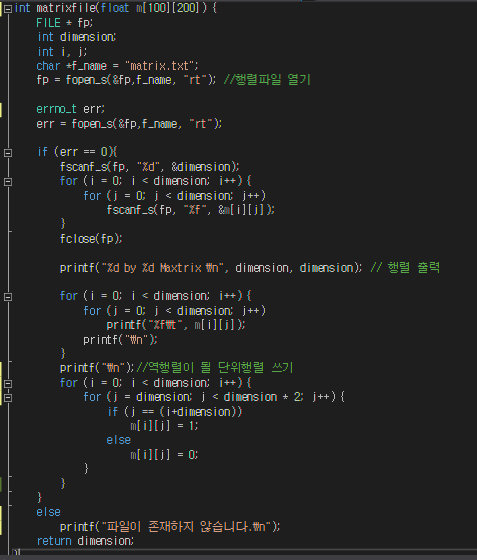 int matrixfile(float m[100][200]) {
FILE * fp;
int dimension;
int i, j;
char *f_name = "matrix.txt";
fp = fopen_s(&fp,f_name, "rt"); //행렬파일 열기
errno_t err;
err = fopen_s(&fp,f_name, "rt");
if (err == 0){
fscanf_s(fp, "%d", &dimension);
for (i = 0; i < dimension; i++) {
for (j = 0; j < dimension; j++)
fscanf_s(fp, "%f", &m[i][j]);
}
fclose(fp);
printf("%d by %d Maxtrix ₩n", dimension, dimension); // 행렬 출력
for (i = 0; i < dimension; i++) {
for (j = 0; j < dimension; j++)
printf("%f₩t", m[i][j]);
printf("₩n");
}
printf("₩n");//역행렬이 될 단위행렬 쓰기
for (i = 0; i < dimension; i++){
for (j = dimension; j < dimension * 2; j++) {
if (j == (i+dimension))
m[i][j] = 1;
else
m[i][j] = 0;
}
}
}
else
printf("파일이 존재하지 않습니다.₩n");
return dimension;
}